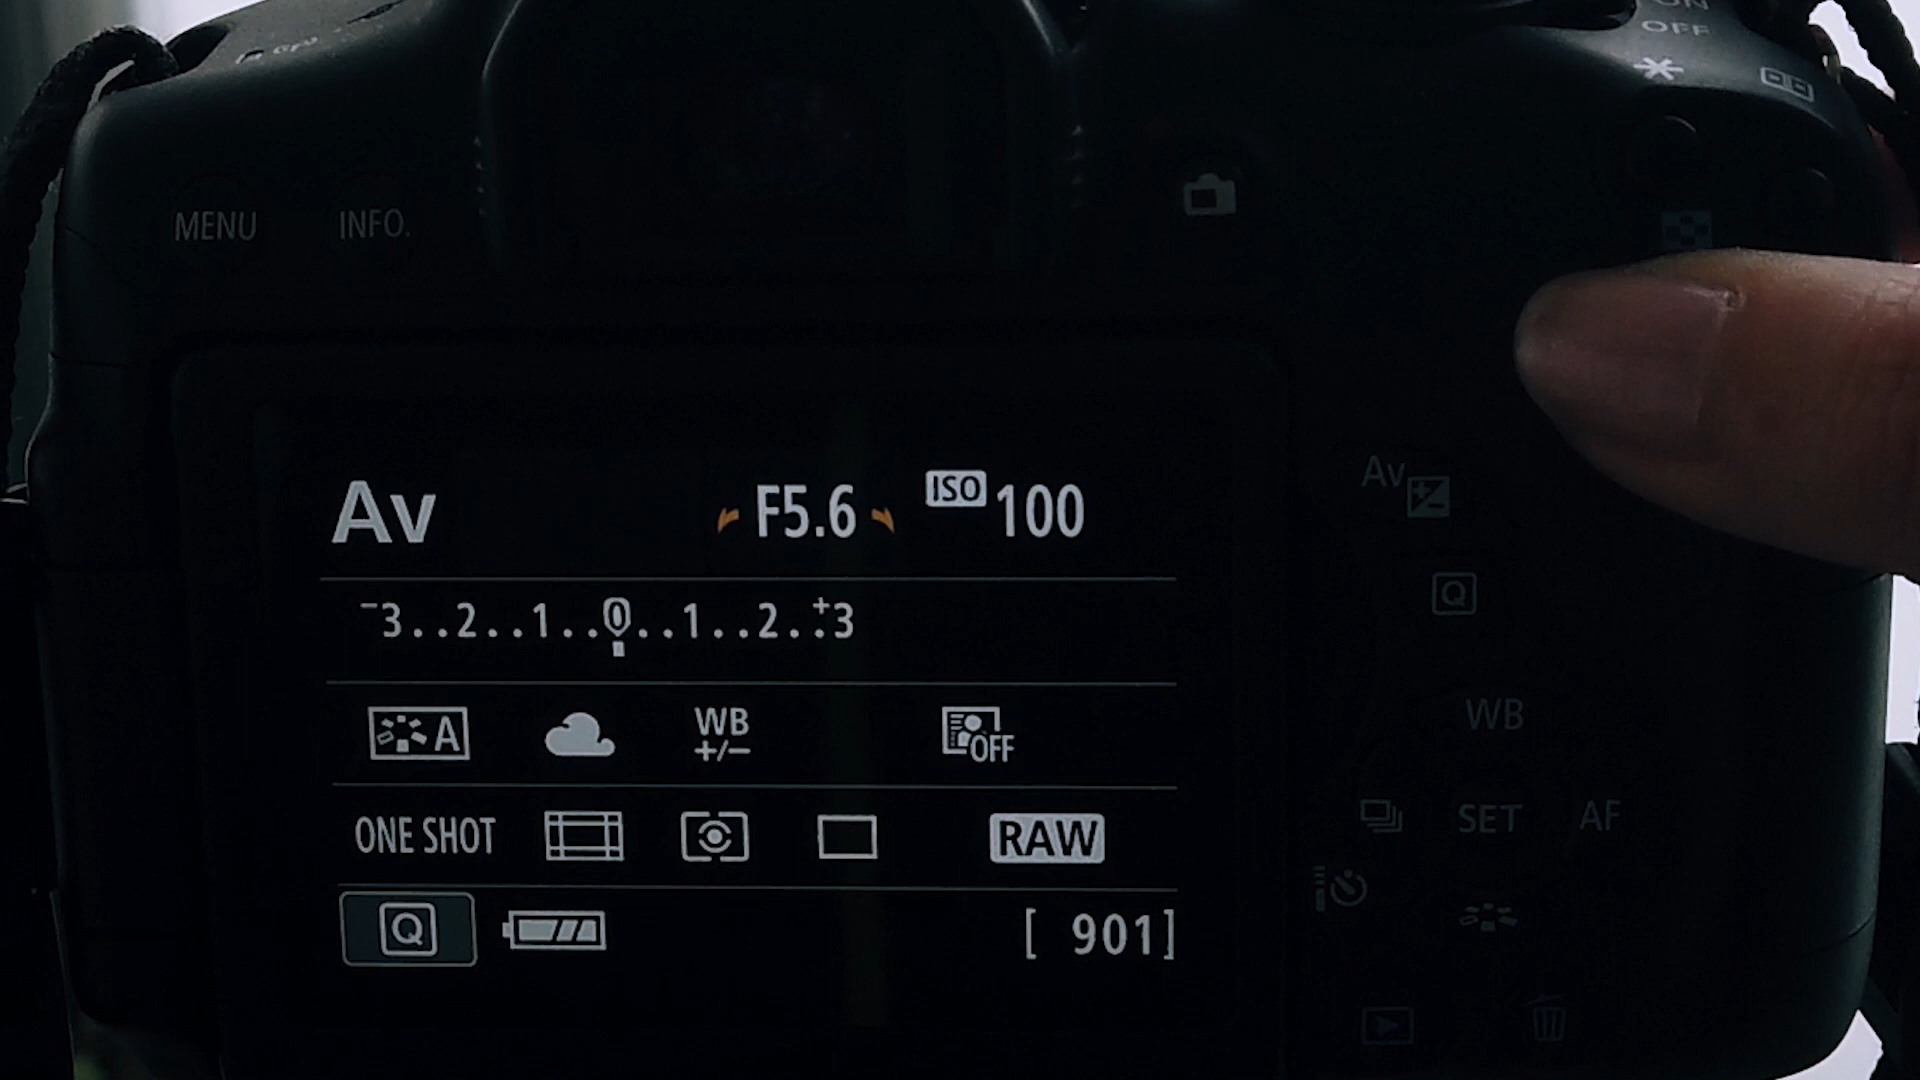 ON
OFF
MENU INFO.
Av F5.6 ISO 100
Av
-3..2..1..0..1..2..+3
Q
A WB +/- OFF
WB
ONE SHOT RAW
SET AF
Q [ 901]